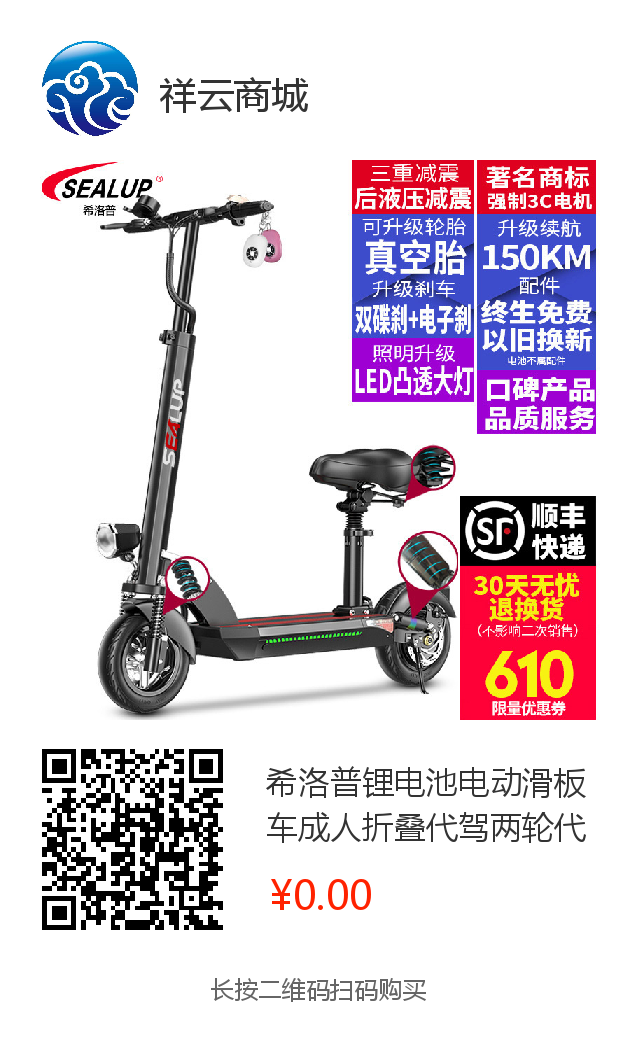 祥云商城
SEALUP®
希洛普
三重减震
后液压减震
可升级轮胎
真空胎
升级刹车
双碟刹+电子刹
照明升级
LED凸透大灯
著名商标
强制3C电机
升级续航
150KM
配件
终生免费
以旧换新
电池不属配件
口碑产品
品质服务
SEALUP
SF
顺丰
快递
30天无忧
退换货
(不影响二次销售)
610
限量优惠券
希洛普锂电池电动滑板
车成人折叠代驾两轮代
¥0.00
长按二维码扫码购买